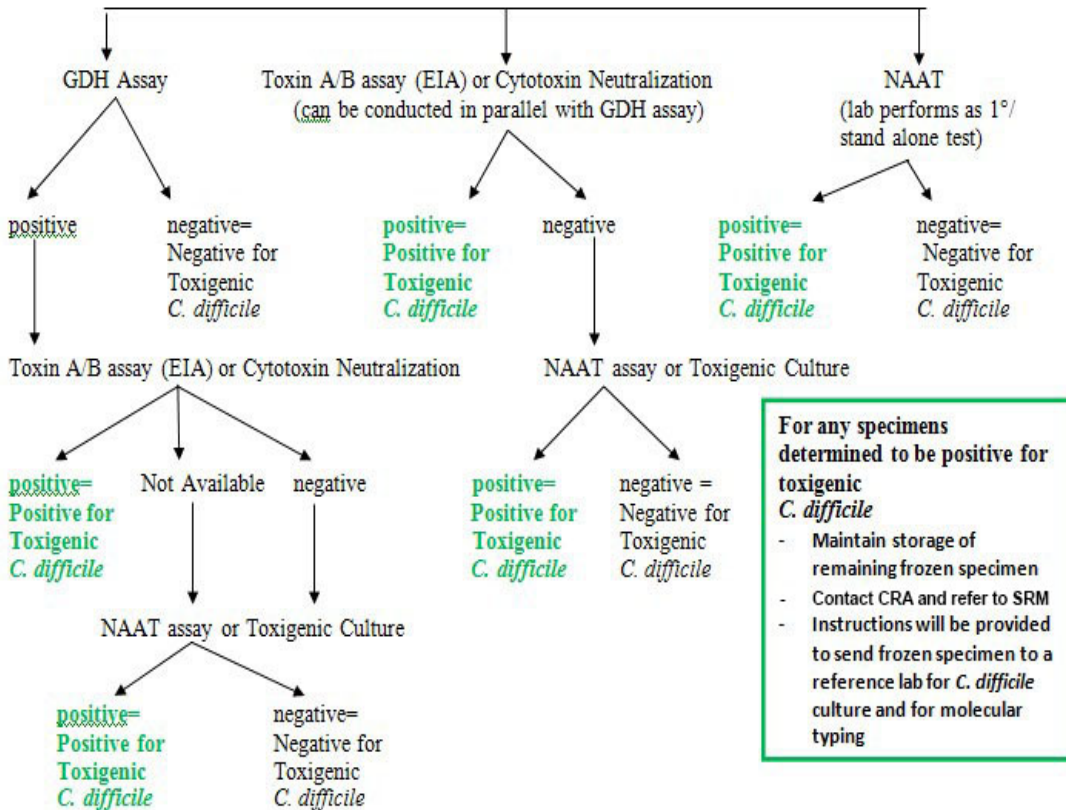 GDH Assay
Toxin A/B assay (EIA) or Cytotoxin Neutralization
(can be conducted in parallel with GDH assay)
NAAT
(lab performs as 1°/
stand alone test)
positive
negative=
Negative for
Toxigenic
C. difficile
positive=
Positive for
Toxigenic
C. difficile
negative
positive=
Positive for
Toxigenic
C. difficile
negative=
Negative for
Toxigenic
C. difficile
Toxin A/B assay (EIA) or Cytotoxin Neutralization
NAAT assay or Toxigenic Culture
positive=
Positive for
Toxigenic
C. difficile
Not Available
negative
positive=
Positive for
Toxigenic
C. difficile
negative =
Negative for
Toxigenic
C. difficile
NAAT assay or Toxigenic Culture
positive=
Positive for
Toxigenic
C. difficile
negative=
Negative for
Toxigenic
C. difficile
For any specimens
determined to be positive for
toxigenic
C. difficile
- Maintain storage of
remaining frozen specimen
- Contact CRA and refer to SRM
- Instructions will be provided
to send frozen specimen to a
reference lab for C. difficile
culture and for molecular
typing